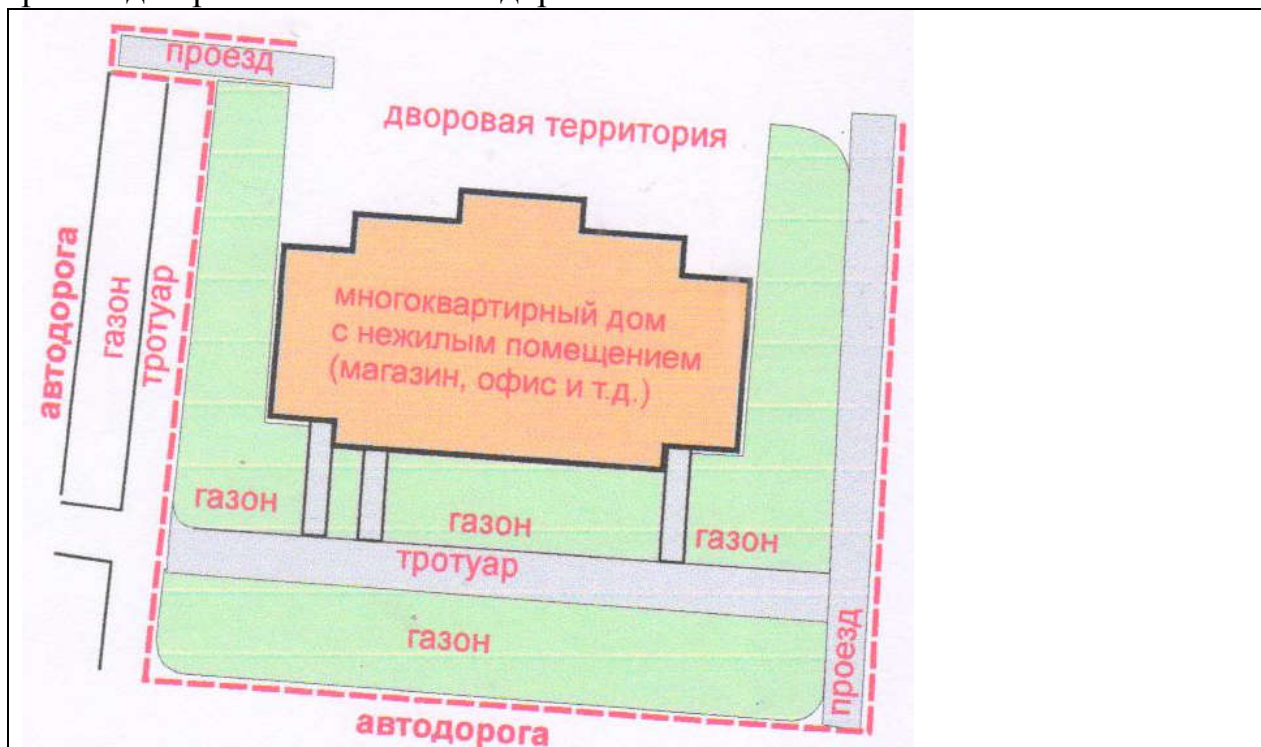 проезд
дворовая территория
автодорога
газон
тротуар
многоквартирный дом
с нежилым помещением
(магазин, офис и т.д.)
газон
газон
газон
тротуар
газон
проезд
автодорога